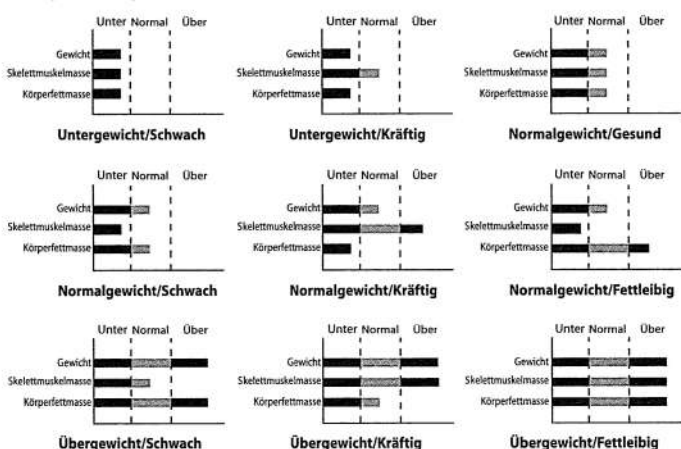 Unter Normal Über
Gewicht
Skelettmuskelmasse
Körperfettmasse
Untergewicht/Schwach
Unter Normal Über
Gewicht
Skelettmuskelmasse
Körperfettmasse
Untergewicht/Kräftig
Unter Normal Über
Gewicht
Skelettmuskelmasse
Körperfettmasse
Normalgewicht/Gesund
Unter Normal Über
Gewicht
Skelettmuskelmasse
Körperfettmasse
Normalgewicht/Schwach
Unter Normal Über
Gewicht
Skelettmuskelmasse
Körperfettmasse
Normalgewicht/Kräftig
Unter Normal Über
Gewicht
Skelettmuskelmasse
Körperfettmasse
Normalgewicht/Fettleibig
Unter Normal Über
Gewicht
Skelettmuskelmasse
Körperfettmasse
Übergewicht/Schwach
Unter Normal Über
Gewicht
Skelettmuskelmasse
Körperfettmasse
Übergewicht/Kräftig
Unter Normal Über
Gewicht
Skelettmuskelmasse
Körperfettmasse
Übergewicht/Fettleibig